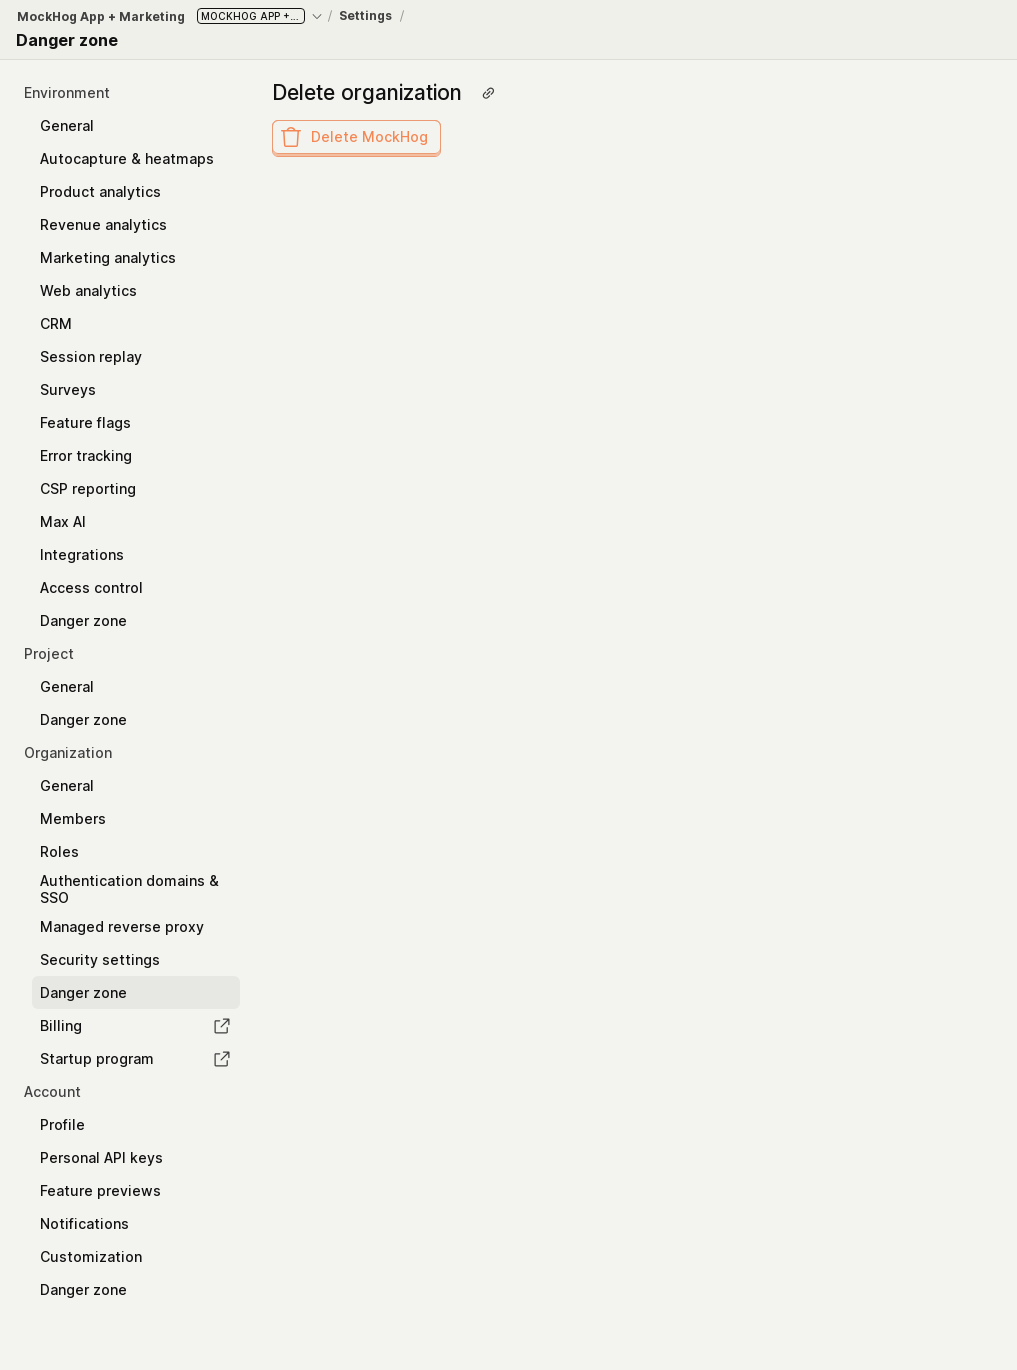 MockHog App + Marketing MOCKHOG APP +... / Settings /
Danger zone
Environment
General
Autocapture & heatmaps
Product analytics
Revenue analytics
Marketing analytics
Web analytics
CRM
Session replay
Surveys
Feature flags
Error tracking
CSP reporting
Max AI
Integrations
Access control
Danger zone
Project
General
Danger zone
Organization
General
Members
Roles
Authentication domains &
SSO
Managed reverse proxy
Security settings
Danger zone
Billing
Startup program
Account
Profile
Personal API keys
Feature previews
Notifications
Customization
Danger zone
Delete organization
Delete MockHog